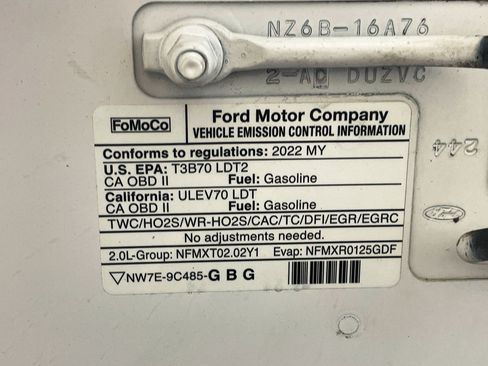 NZ6B-16A76
2-AC DUZVC
FoMoCo
Ford Motor Company
VEHICLE EMISSION CONTROL INFORMATION
Conforms to regulations: 2022 MY
U.S. EPA: T3B70 LDT2
CA OBD II Fuel: Gasoline
California: ULEV70 LDT
CA OBD II Fuel: Gasoline
TWC/HO2S/WR-HO2S/CAC/TC/DFI/EGR/EGRC
No adjustments needed.
2.0L-Group: NFMXT02.02Y1 Evap: NFMXR0125GDF
NW7E-9C485-G B G
244
Ford